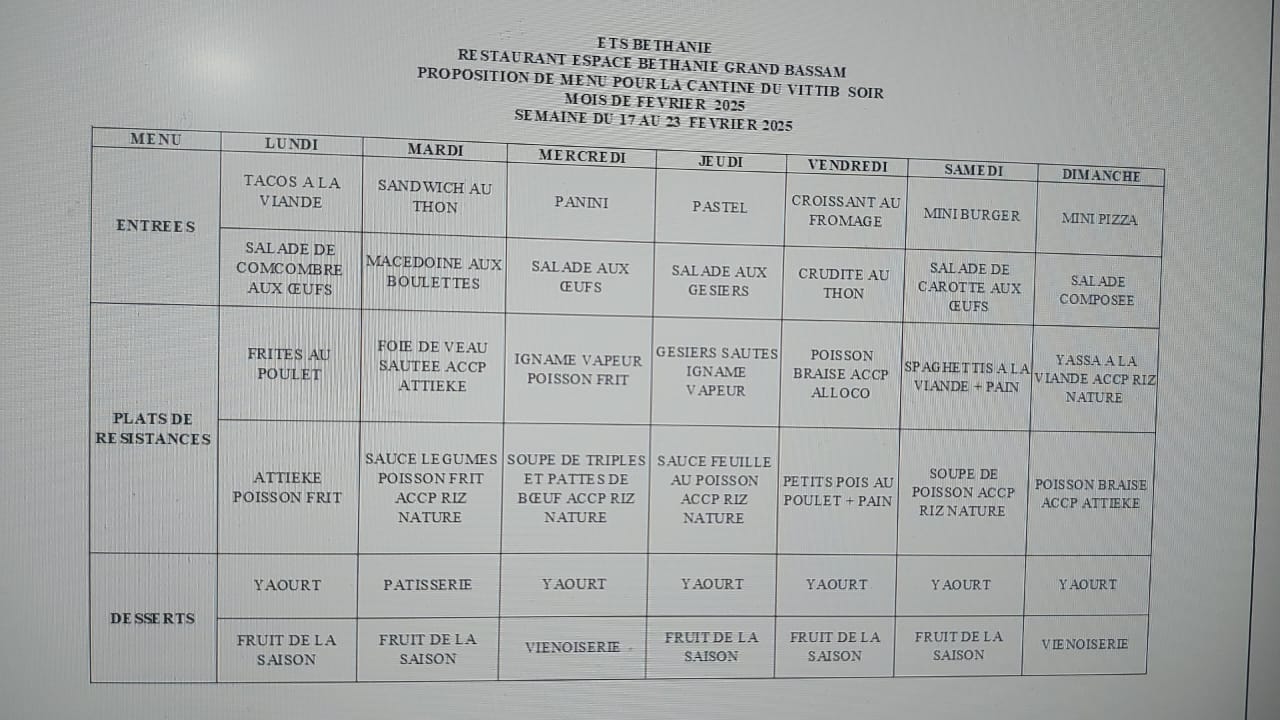 ETS BETHANIE
RESTAURANT ESPACE BETHANIE GRAND BASSAM
PROPOSITION DE MENU POUR LA CANTINE DU VITTIB SOIR
MOIS DE FEVRIER 2025
SEMAINE DU 17 AU 23 FEVRIER 2025
MENU LUNDI MARDI MERCREDI JEUDI VENDREDI SAMEDI DIMANCHE
ENTREES
TACOS A LA
VIANDE
SANDWICH AU
THON
PANINI
PASTEL
CROISSANT AU
FROMAGE
MINI BURGER
MINI PIZZA
SALADE DE
COMCOMBRE
AUX ŒUFS
MACEDOINE AUX
BOULETTES
SALADE AUX
ŒUFS
SALADE AUX
GESIERS
CRUDITE AU
THON
SALADE DE
CAROTTE AUX
ŒUFS
SALADE
COMPOSEE
PLATS DE
RESISTANCES
FRITES AU
POULET
FOIE DE VEAU
SAUTEE ACCP
ATTIEKE
IGNAME VAPEUR
POISSON FRIT
GESIERS SAUTES
IGNAME
VAPEUR
POISSON
BRAISE ACCP
ALLOCO
SPAGHETTIS A LA
VIANDE + PAIN
YASSA A LA
VIANDE ACCP RIZ
NATURE
ATTIEKE
POISSON FRIT
SAUCE LEGUMES
POISSON FRIT
ACCP RIZ
NATURE
SOUPE DE TRIPLES
ET PATTES DE
BŒUF ACCP RIZ
NATURE
SAUCE FEUILLE
AU POISSON
ACCP RIZ
NATURE
PETITS POIS AU
POULET + PAIN
SOUPE DE
POISSON ACCP
RIZ NATURE
POISSON BRAISE
ACCP ATTIEKE
DESSERTS
YAOURT
PATISSERIE
YAOURT
YAOURT
YAOURT
YAOURT
YAOURT
FRUIT DE LA
SAISON
FRUIT DE LA
SAISON
VIENOISERIE
FRUIT DE LA
SAISON
FRUIT DE LA
SAISON
FRUIT DE LA
SAISON
VIENOISERIE